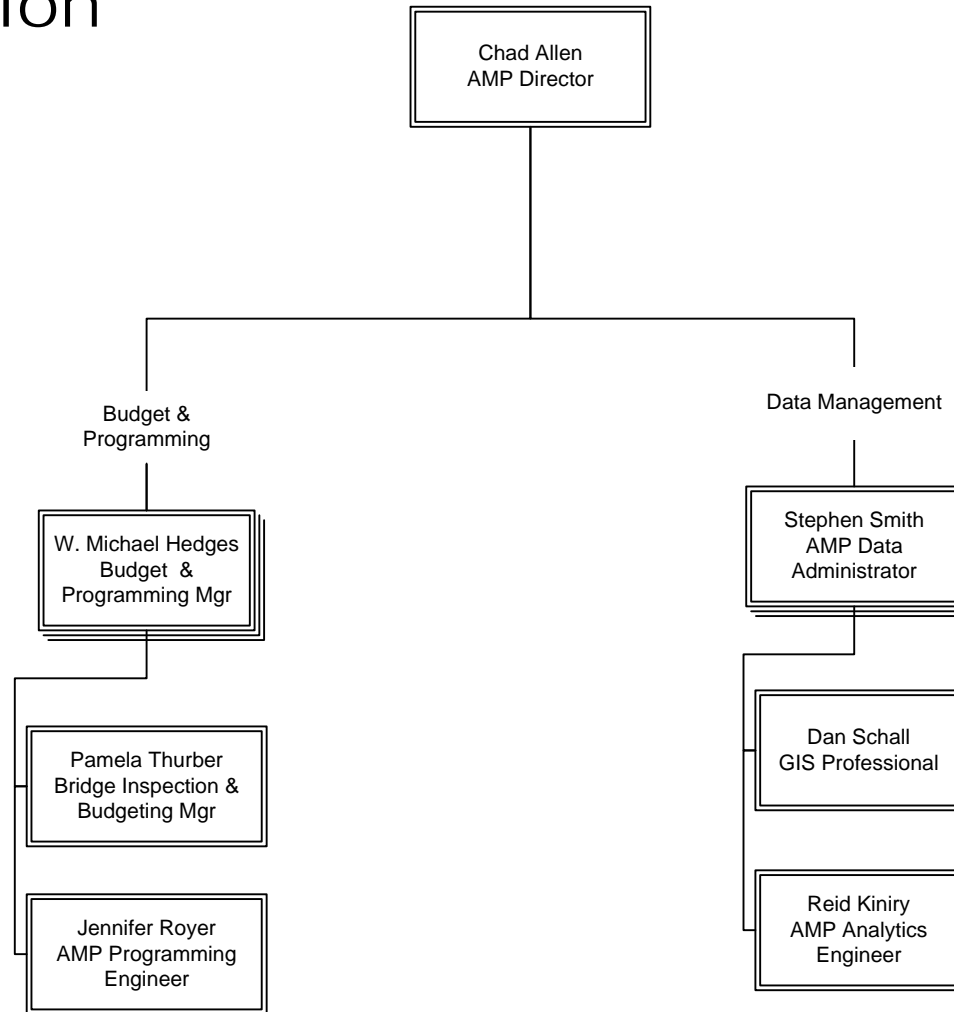 Chad Allen
AMP Director
Budget &
Programming
Data Management
W. Michael Hedges
Budget &
Programming Mgr
Stephen Smith
AMP Data
Administrator
Pamela Thurber
Bridge Inspection &
Budgeting Mgr
Dan Schall
GIS Professional
Jennifer Royer
AMP Programming
Engineer
Reid Kiniry
AMP Analytics
Engineer